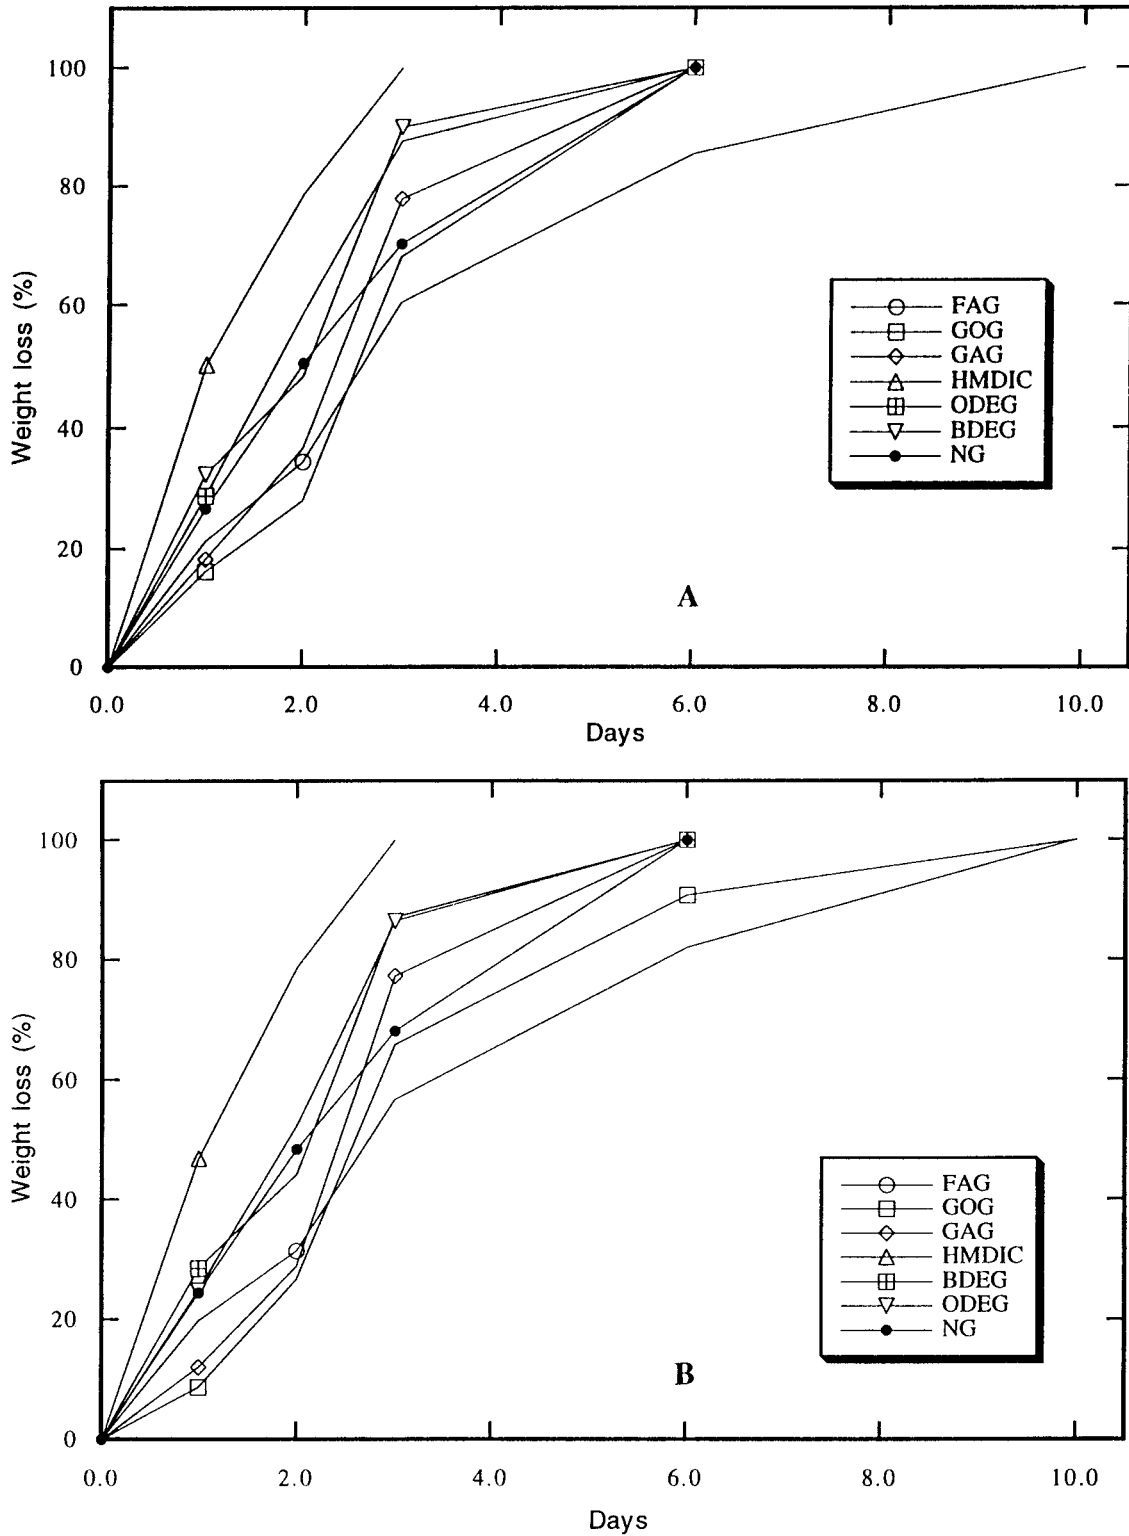 100
80
60
40
20
0
Weight loss (%)
FAG
GOG
GAG
HMDIC
ODEG
BDEG
NG
A
0.0 2.0 4.0 6.0 8.0 10.0
Days
100
80
60
40
20
0
Weight loss (%)
FAG
GOG
GAG
HMDIC
BDEG
ODEG
NG
B
0.0 2.0 4.0 6.0 8.0 10.0
Days